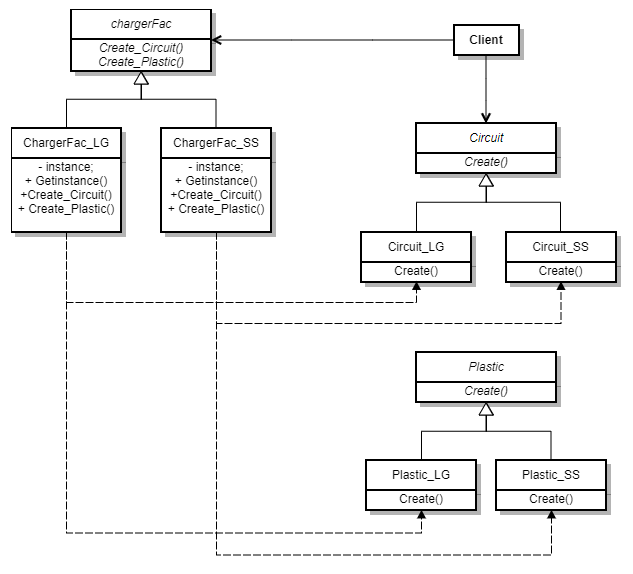 chargerFac
Create_Circuit()
Create_Plastic()
Client
ChargerFac_LG
- instance;
+ Getinstance()
+Create_Circuit()
+ Create_Plastic()
ChargerFac_SS
- instance;
+ Getinstance()
+Create_Circuit()
+ Create_Plastic()
Circuit
Create()
Circuit_LG
Create()
Circuit_SS
Create()
Plastic
Create()
Plastic_LG
Create()
Plastic_SS
Create()